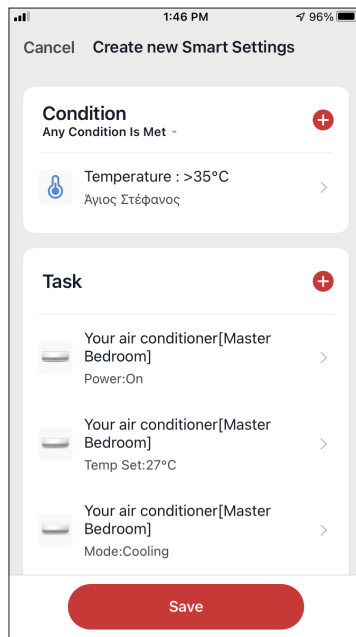 1:46 PM
96%
Cancel Create new Smart Settings
Condition
Any Condition Is Met
Temperature : >35°C
Άγιος Στέφανος
Task
Your air conditioner[Master
Bedroom]
Power:On
Your air conditioner[Master
Bedroom]
Temp Set:27°C
Your air conditioner[Master
Bedroom]
Mode:Cooling
Save